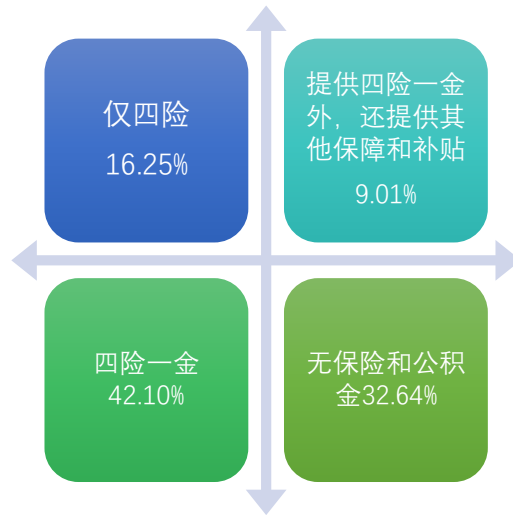 仅四险
16.25%
提供四险一金
外，还提供其
他保障和补贴
9.01%
四险一金
42.10%
无保险和公积
金32.64%